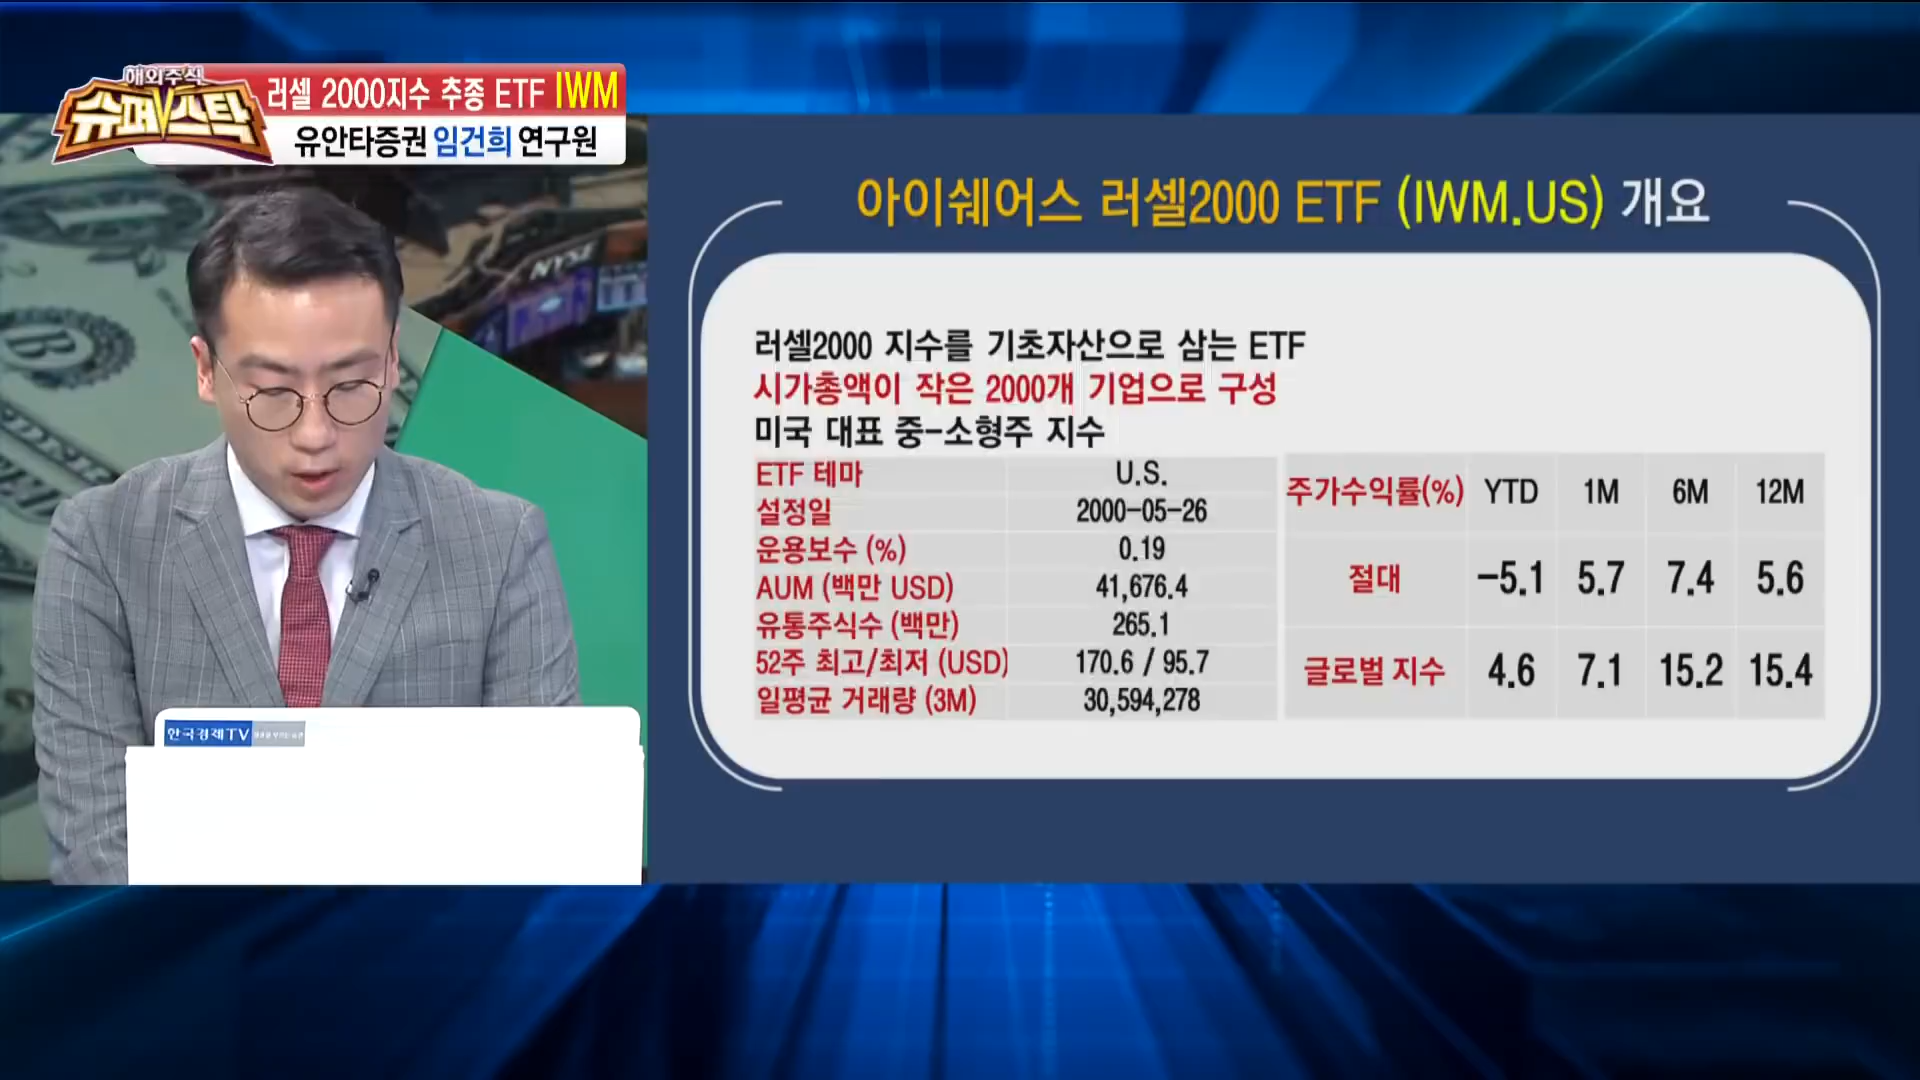 해외주식
슈퍼V스탁
러셀 2000지수 추종 ETF IWM
유안타증권 임건희 연구원
NYSE
아이쉐어스 러셀2000 ETF (IWM.US) 개요
러셀2000 지수를 기초자산으로 삼는 ETF
시가총액이 작은 2000개 기업으로 구성
미국 대표 중-소형주 지수
ETF 테마 U.S.
설정일 2000-05-26
운용보수 (%) 0.19
AUM (백만 USD) 41,676.4
유통주식수 (백만) 265.1
52주 최고/최저 (USD) 170.6 / 95.7
일평균 거래량 (3M) 30,594,278
주가수익률(%) YTD 1M 6M 12M
절대 -5.1 5.7 7.4 5.6
글로벌 지수 4.6 7.1 15.2 15.4
한국경제TV